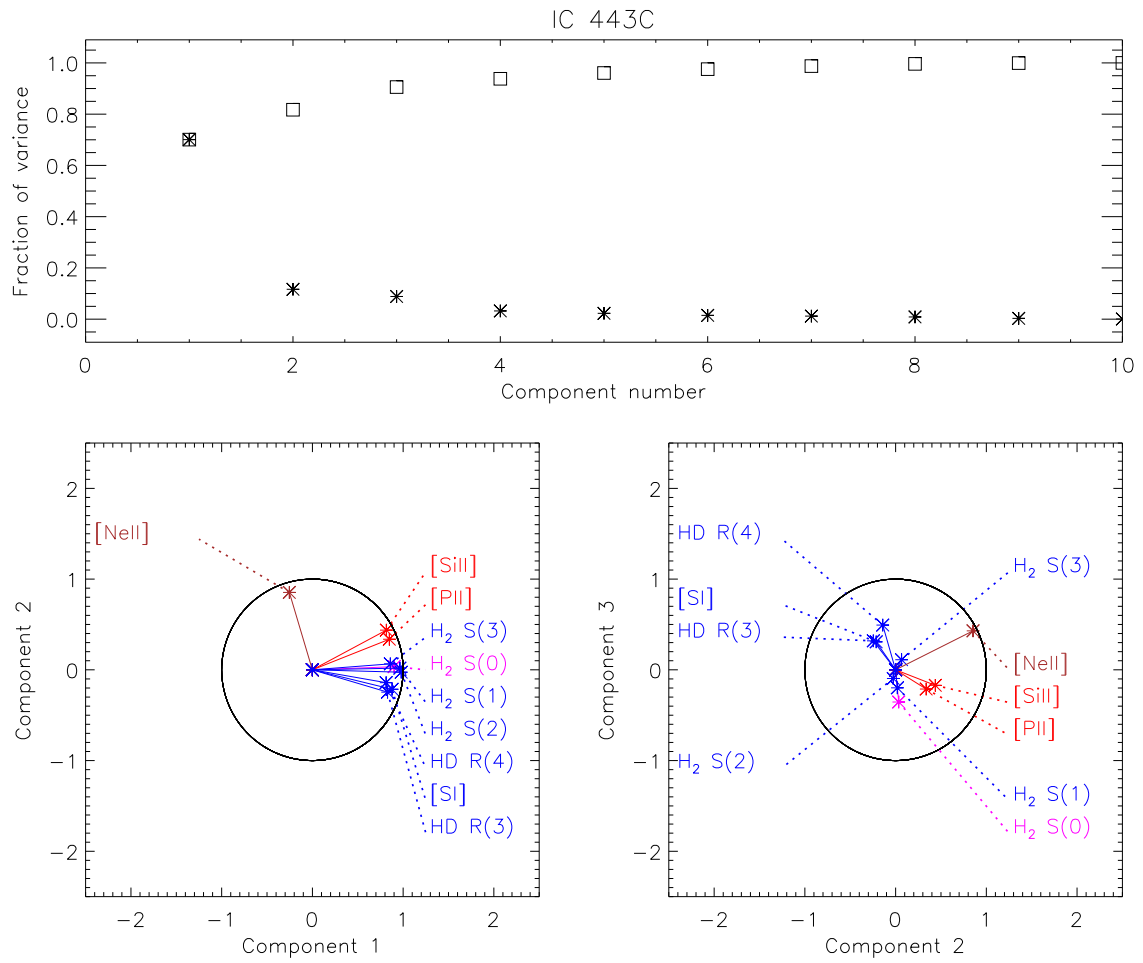 IC 443C
Fraction of variance
1.0
0.8
0.6
0.4
0.2
0.0
0 2 4 6 8 10
Component number
Component 2
2
1
0
−1
−2
[NeII]
[SiII]
[PII]
H₂ S(3)
H₂ S(0)
H₂ S(1)
H₂ S(2)
HD R(4)
[SI]
HD R(3)
−2 −1 0 1 2
Component 1
Component 3
2
1
0
−1
−2
HD R(4)
[SI]
HD R(3)
H₂ S(2)
H₂ S(3)
[NeII]
[SiII]
[PII]
H₂ S(1)
H₂ S(0)
−2 −1 0 1 2
Component 2